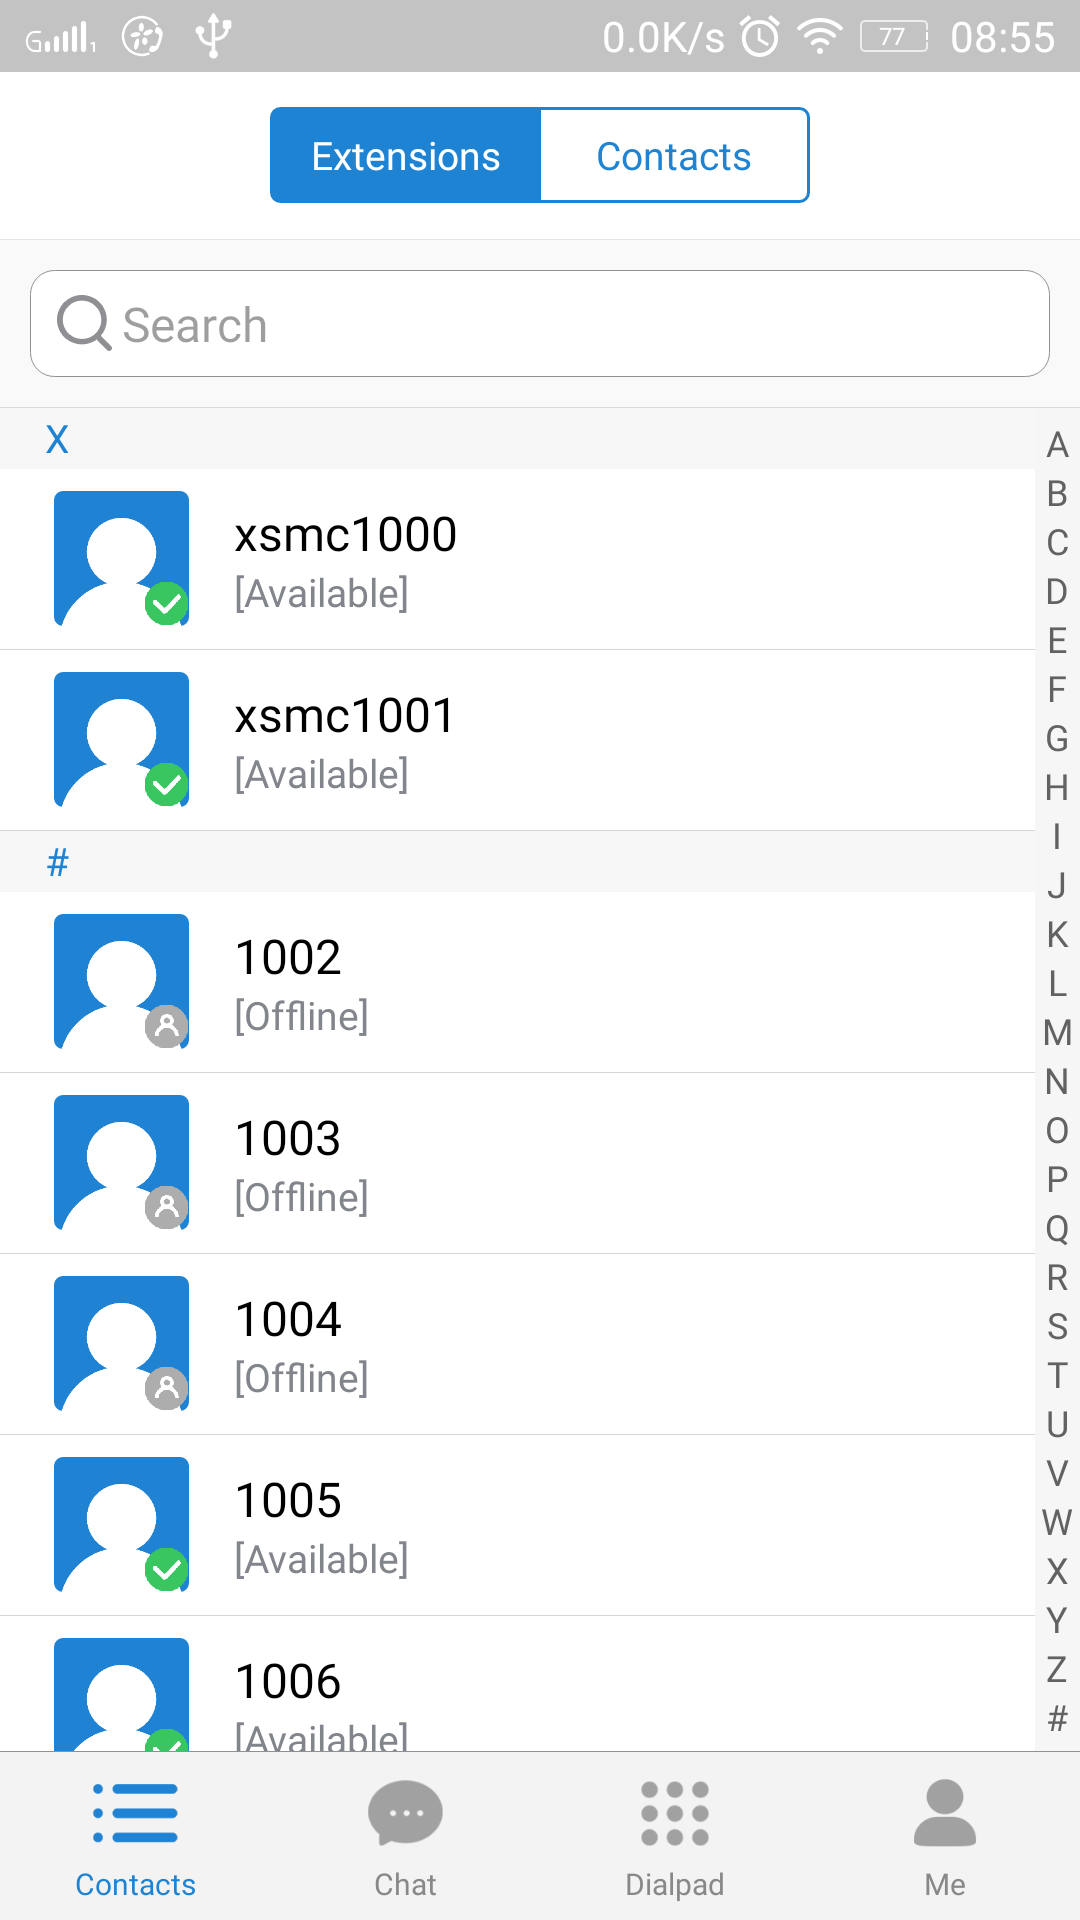 G 1 0.0K/s 77 08:55
Extensions Contacts
Search
X
xsmc1000
[Available]
xsmc1001
[Available]
#
1002
[Offline]
1003
[Offline]
1004
[Offline]
1005
[Available]
1006
[Available]
A
B
C
D
E
F
G
H
I
J
K
L
M
N
O
P
Q
R
S
T
U
V
W
X
Y
Z
#
Contacts Chat Dialpad Me